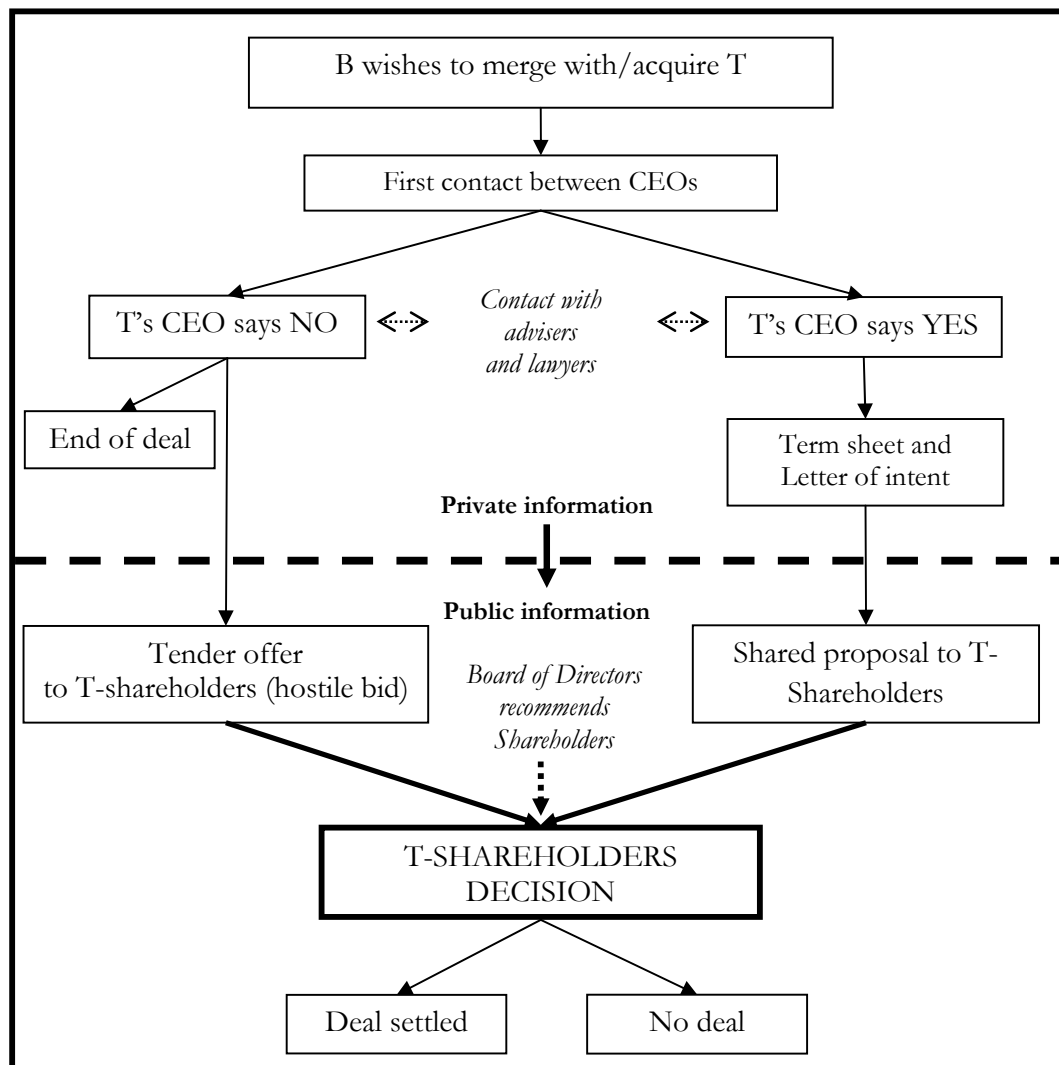 B wishes to merge with/acquire T
First contact between CEOs
T's CEO says NO
Contact with
advisers
and lawyers
T's CEO says YES
End of deal
Term sheet and
Letter of intent
Private information
Public information
Tender offer
to T-shareholders (hostile bid)
Board of Directors
recommends
Shareholders
Shared proposal to T-
Shareholders
T-SHAREHOLDERS
DECISION
Deal settled
No deal